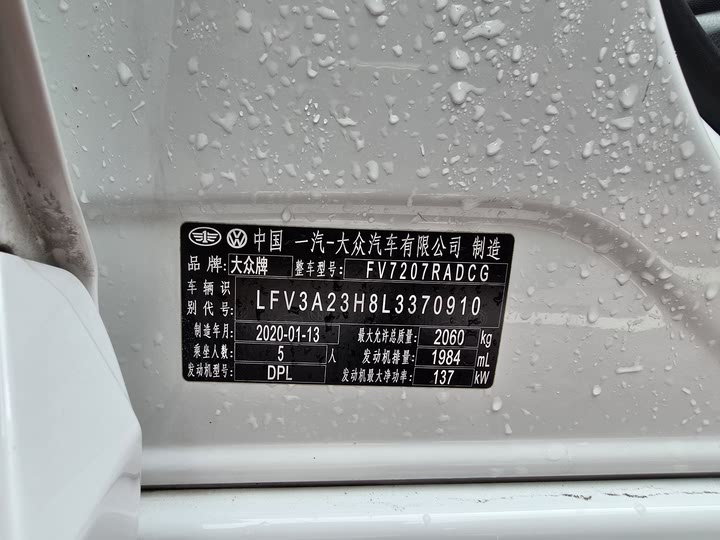 中国 一汽-大众汽车有限公司 制造
品牌: 大众牌 整车型号: FV7207RADCG
车辆识别代号: LFV3A23H8L3370910
制造年月: 2020-01-13 最大允许总质量: 2060 kg
乘坐人数: 5 人 发动机排量: 1984 mL
发动机型号: DPL 发动机最大净功率: 137 kW